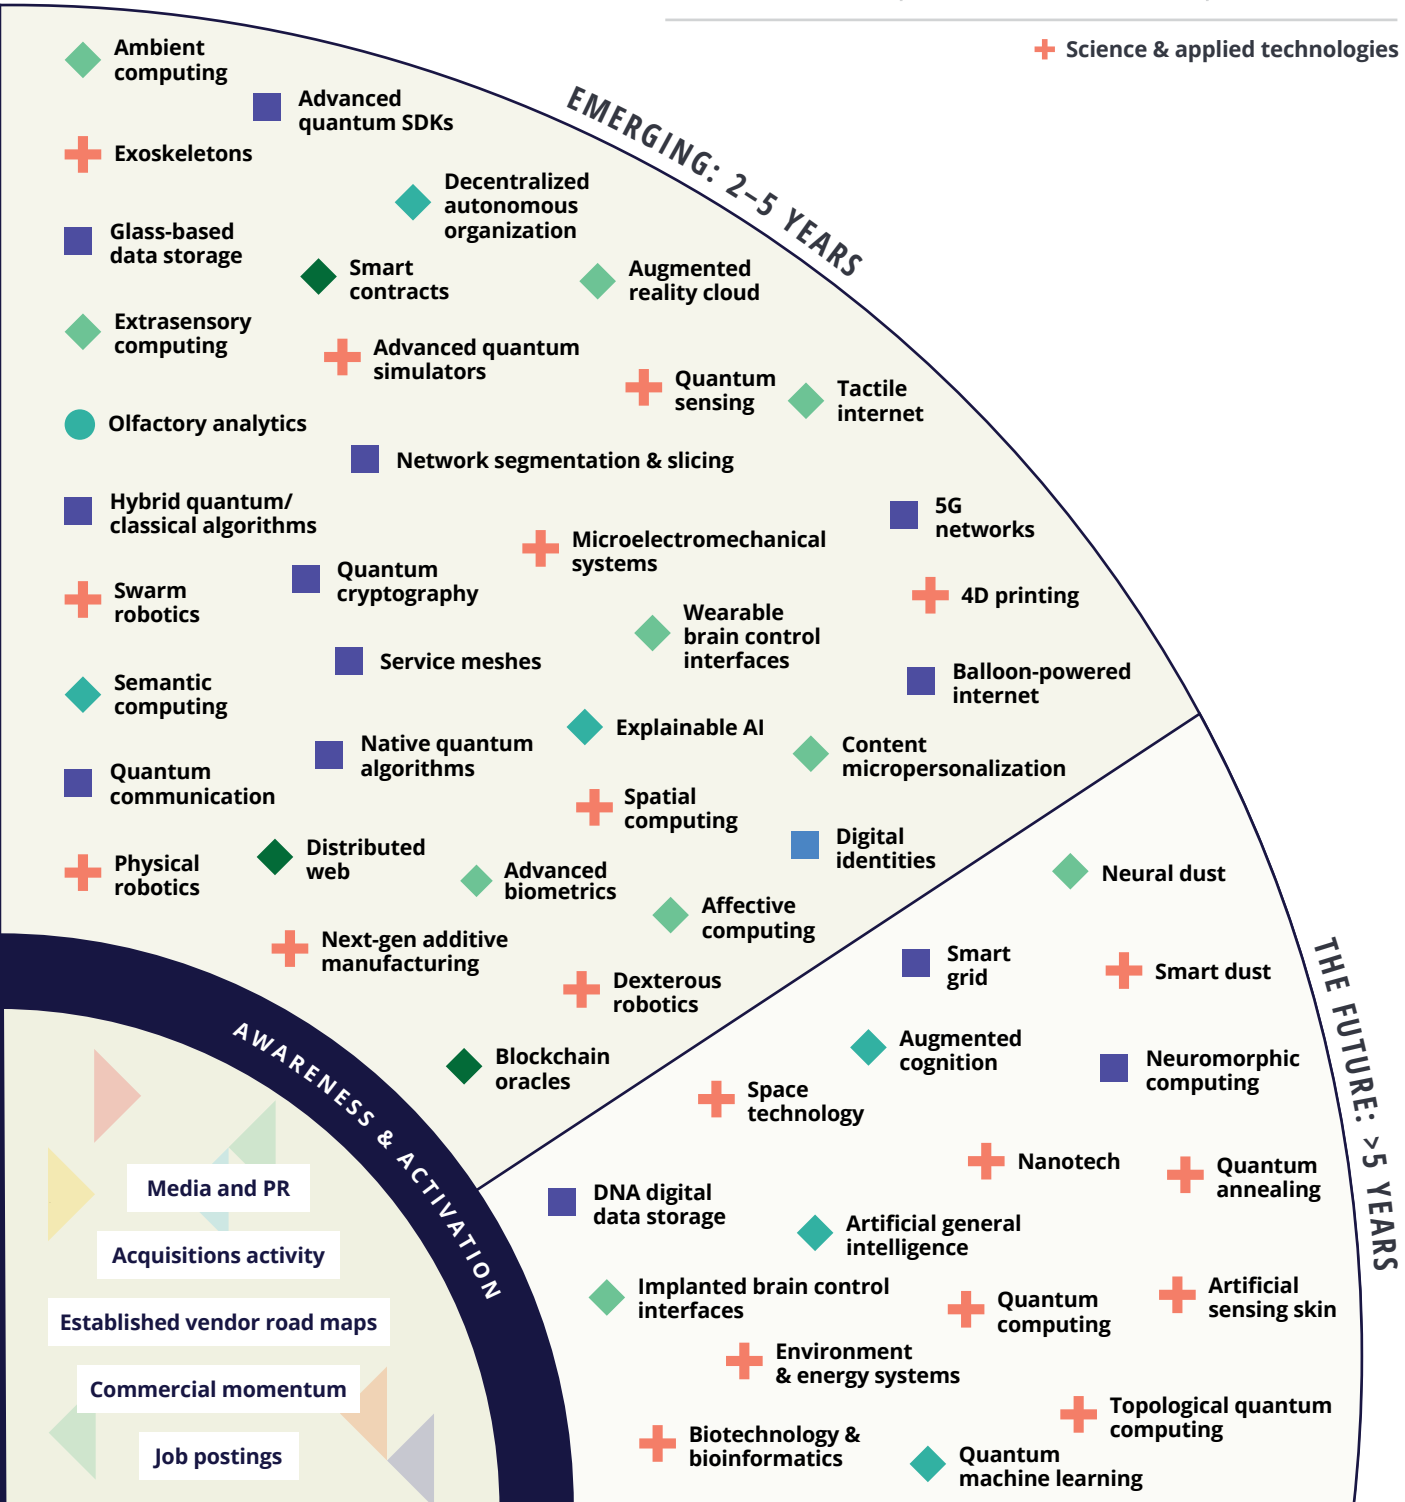 Science & applied technologies
EMERGING: 2–5 YEARS
Ambient
computing
Advanced
quantum SDKs
Exoskeletons
Decentralized
autonomous
organization
Glass-based
data storage
Smart
contracts
Augmented
reality cloud
Extrasensory
computing
Advanced quantum
simulators
Quantum
sensing
Tactile
internet
Olfactory analytics
Network segmentation & slicing
Hybrid quantum/
classical algorithms
5G
networks
Microelectromechanical
systems
Quantum
cryptography
Swarm
robotics
4D printing
Wearable
brain control
interfaces
Service meshes
Balloon-powered
internet
Semantic
computing
Explainable AI
Native quantum
algorithms
Content
micropersonalization
Quantum
communication
Spatial
computing
Digital
identities
Distributed
web
Physical
robotics
Advanced
biometrics
Affective
computing
Next-gen additive
manufacturing
Dexterous
robotics
Blockchain
oracles
THE FUTURE: >5 YEARS
Neural dust
Smart
grid
Smart dust
Augmented
cognition
Neuromorphic
computing
Space
technology
Nanotech
Quantum
annealing
DNA digital
data storage
Artificial general
intelligence
Implanted brain control
interfaces
Quantum
computing
Artificial
sensing skin
Environment
& energy systems
Topological quantum
computing
Biotechnology &
bioinformatics
Quantum
machine learning
AWARENESS & ACTIVATION
Media and PR
Acquisitions activity
Established vendor road maps
Commercial momentum
Job postings